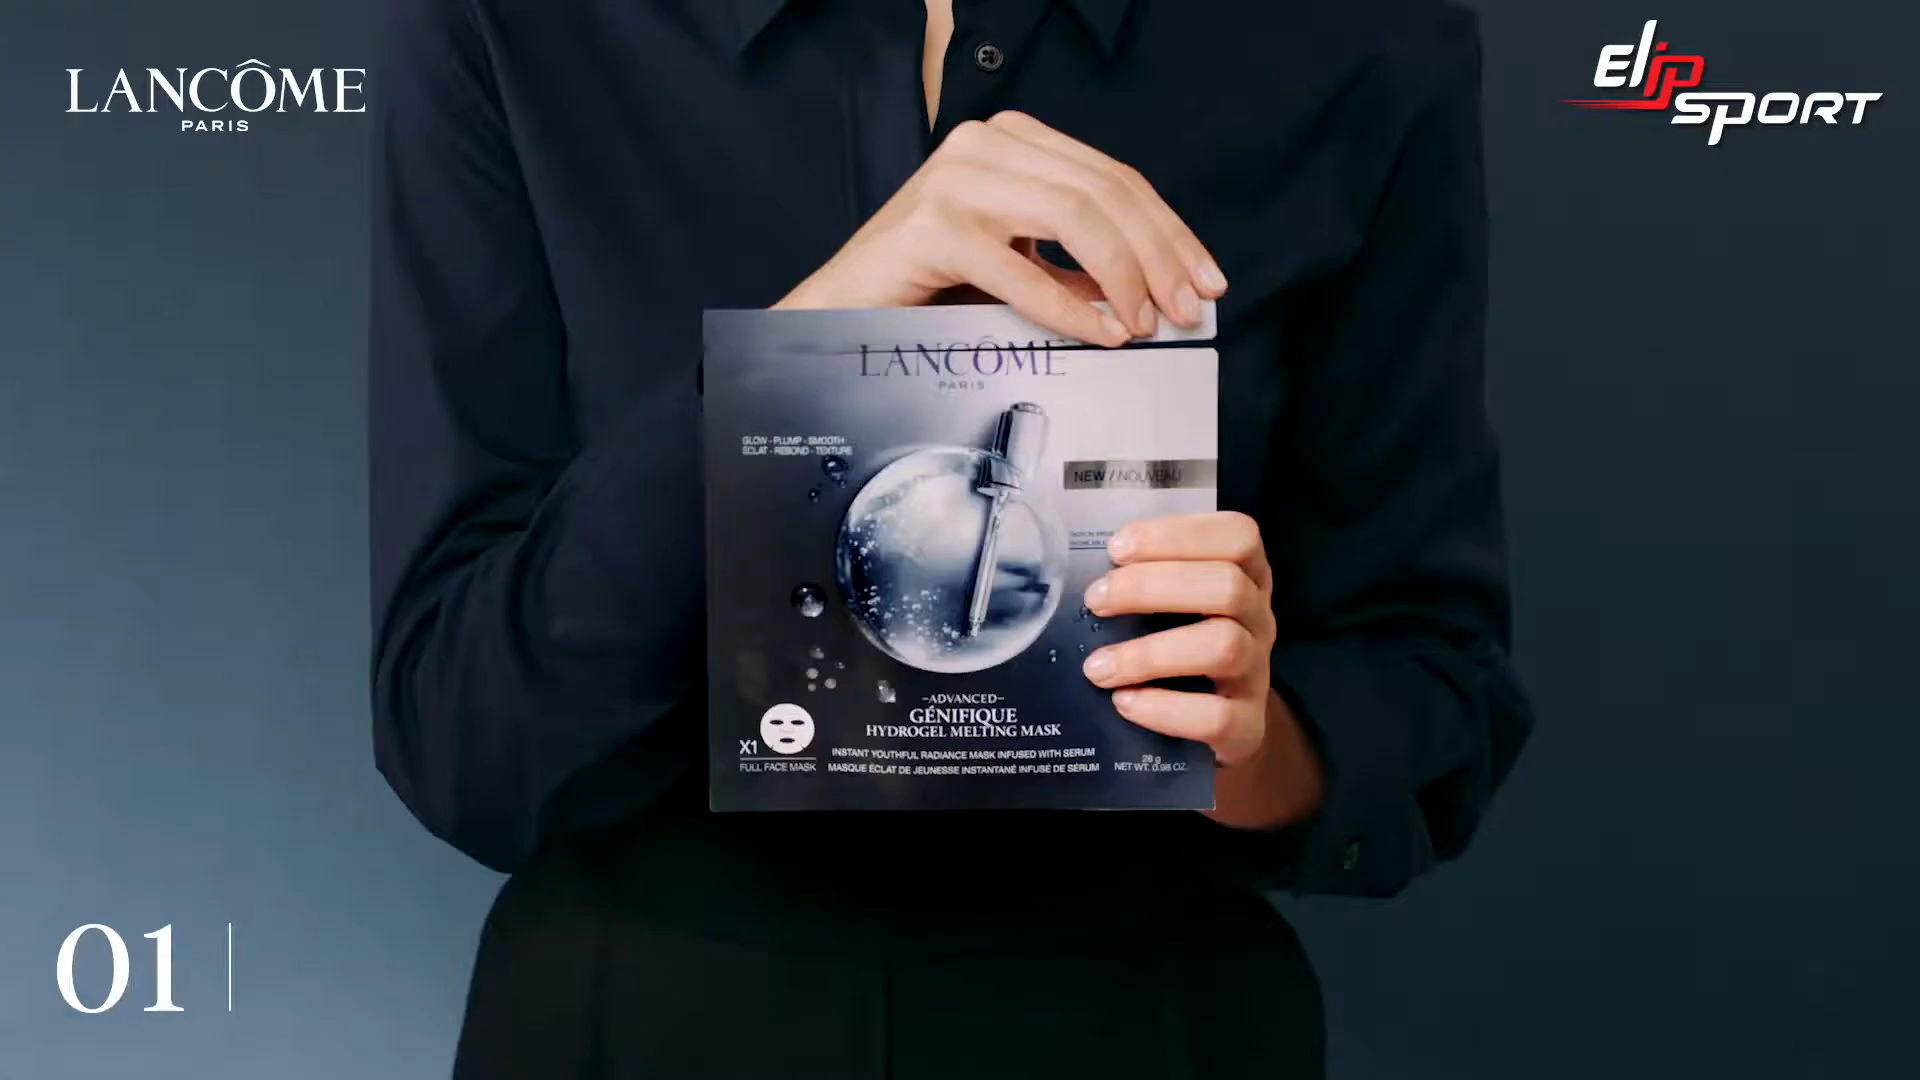 LANCÔME
PARIS
Elip
SPORT
LANCÔME
PARIS
GLOW - PLUMP - SMOOTH
ÉCLAT - REBOND - TEXTURE
NEW / NOUVEAU
-ADVANCED-
GÉNIFIQUE
HYDROGEL MELTING MASK
X1
FULL FACE MASK
INSTANT YOUTHFUL RADIANCE MASK INFUSED WITH SERUM
MASQUE ÉCLAT DE JEUNESSE INSTANTANÉ INFUSÉ DE SÉRUM
28 g
NET WT. 0.98 OZ.
01